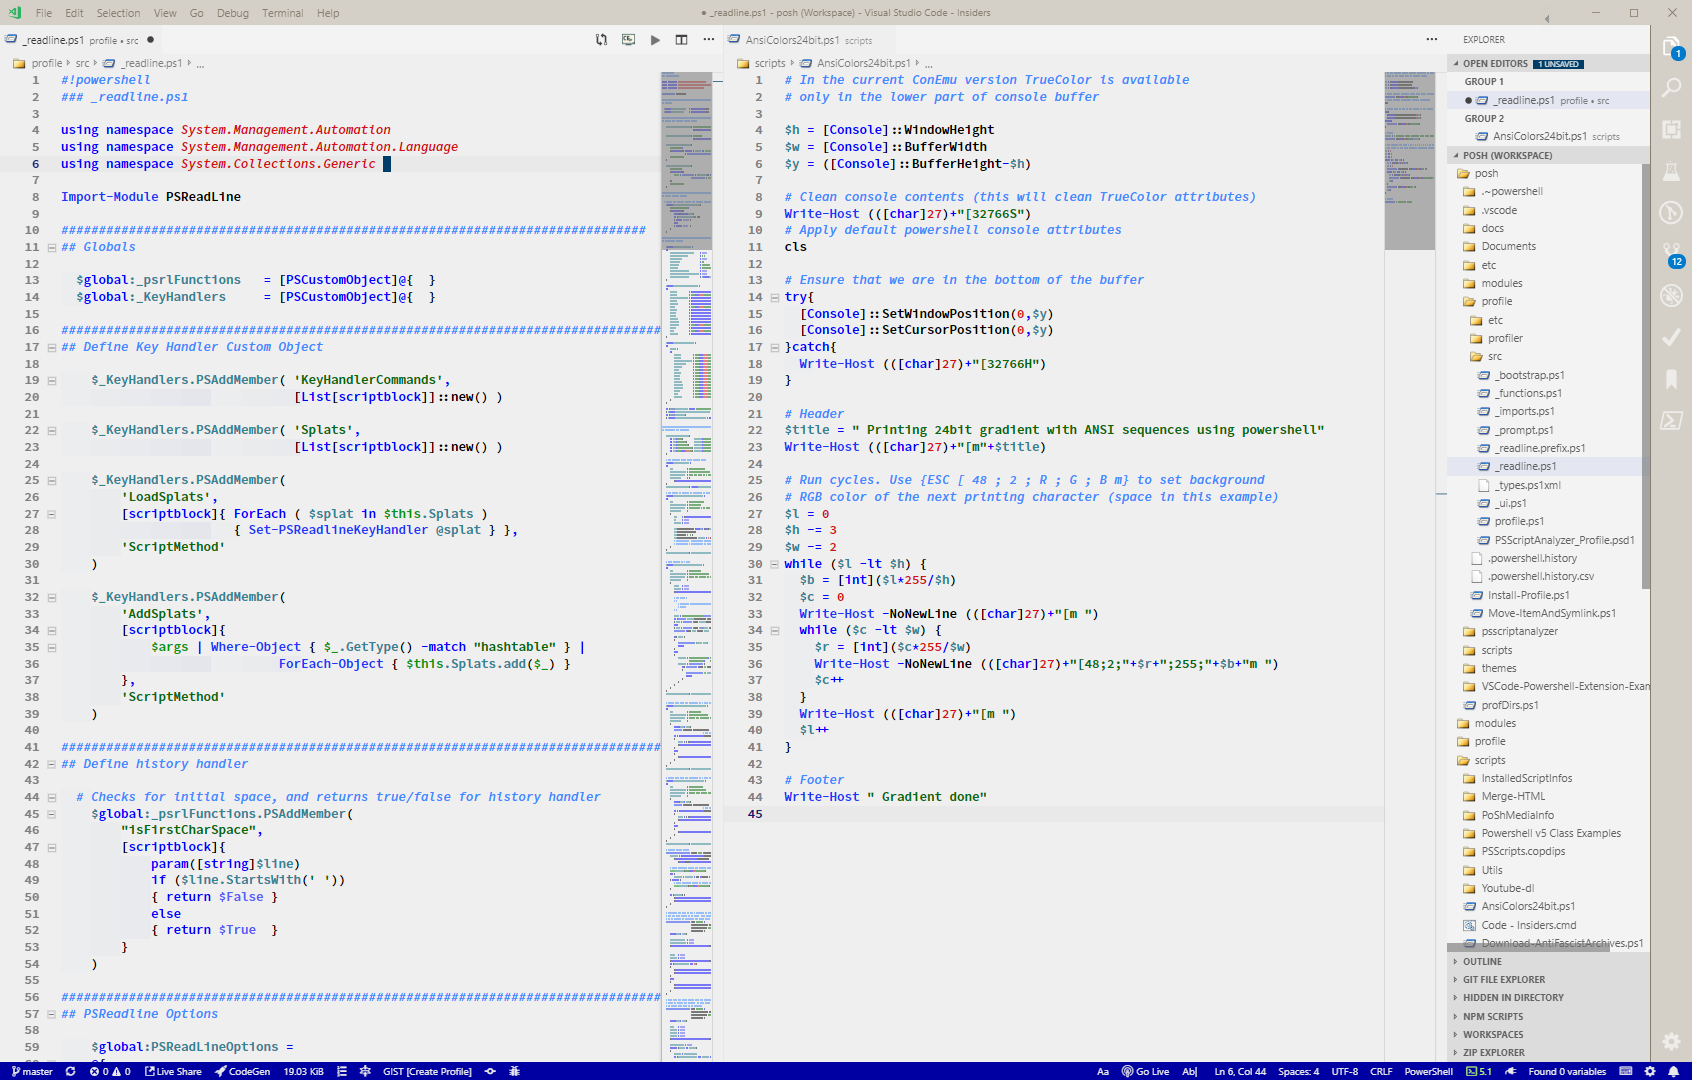 File Edit Selection View Go Debug Terminal Help
● _readline.ps1 - posh (Workspace) - Visual Studio Code - Insiders
_readline.ps1 profile • src ●
profile › src › _readline.ps1 › ...
1 #!powershell
2 ### _readline.ps1
3
4 using namespace System.Management.Automation
5 using namespace System.Management.Automation.Language
6 using namespace System.Collections.Generic
7
8 Import-Module PSReadLine
9
10 ##############################################################################
11 ## Globals
12
13 $global:_psrlFunctions = [PSCustomObject]@{ }
14 $global:_KeyHandlers = [PSCustomObject]@{ }
15
16 ################################################################################
17 ## Define Key Handler Custom Object
18
19 $_KeyHandlers.PSAddMember( 'KeyHandlerCommands',
20 [List[scriptblock]]::new() )
21
22 $_KeyHandlers.PSAddMember( 'Splats',
23 [List[scriptblock]]::new() )
24
25 $_KeyHandlers.PSAddMember(
26 'LoadSplats',
27 [scriptblock]{ ForEach ( $splat in $this.Splats )
28 { Set-PSReadlineKeyHandler @splat } },
29 'ScriptMethod'
30 )
31
32 $_KeyHandlers.PSAddMember(
33 'AddSplats',
34 [scriptblock]{
35 $args | Where-Object { $_.GetType() -match "hashtable" } |
36 ForEach-Object { $this.Splats.add($_) }
37 },
38 'ScriptMethod'
39 )
40
41 ################################################################################
42 ## Define history handler
43
44 # Checks for initial space, and returns true/false for history handler
45 $global:_psrlFunctions.PSAddMember(
46 "isFirstCharSpace",
47 [scriptblock]{
48 param([string]$line)
49 if ($line.StartsWith(' '))
50 { return $False }
51 else
52 { return $True }
53 }
54 )
55
56 ################################################################################
57 ## PSReadline Options
58
59 $global:PSReadLineOptions =
AnsiColors24bit.ps1 scripts
scripts › AnsiColors24bit.ps1 › ...
1 # In the current ConEmu version TrueColor is available
2 # only in the lower part of console buffer
3
4 $h = [Console]::WindowHeight
5 $w = [Console]::BufferWidth
6 $y = ([Console]::BufferHeight-$h)
7
8 # Clean console contents (this will clean TrueColor attributes)
9 Write-Host (([char]27)+"[32766S")
10 # Apply default powershell console attributes
11 cls
12
13 # Ensure that we are in the bottom of the buffer
14 try{
15 [Console]::SetWindowPosition(0,$y)
16 [Console]::SetCursorPosition(0,$y)
17 }catch{
18 Write-Host (([char]27)+"[32766H")
19 }
20
21 # Header
22 $title = " Printing 24bit gradient with ANSI sequences using powershell"
23 Write-Host (([char]27)+"[m"+$title)
24
25 # Run cycles. Use {ESC [ 48 ; 2 ; R ; G ; B m} to set background
26 # RGB color of the next printing character (space in this example)
27 $l = 0
28 $h -= 3
29 $w -= 2
30 while ($l -lt $h) {
31 $b = [int]($l*255/$h)
32 $c = 0
33 Write-Host -NoNewLine (([char]27)+"[m ")
34 while ($c -lt $w) {
35 $r = [int]($c*255/$w)
36 Write-Host -NoNewLine (([char]27)+"[48;2;"+$r+";255;"+$b+"m ")
37 $c++
38 }
39 Write-Host (([char]27)+"[m ")
40 $l++
41 }
42
43 # Footer
44 Write-Host " Gradient done"
45
EXPLORER
OPEN EDITORS 1 UNSAVED
GROUP 1
● _readline.ps1 profile • src
GROUP 2
AnsiColors24bit.ps1 scripts
POSH (WORKSPACE)
posh
.~powershell
.vscode
docs
Documents
etc
modules
profile
etc
profiler
src
_bootstrap.ps1
_functions.ps1
_imports.ps1
_prompt.ps1
_readline.prefix.ps1
_readline.ps1
_types.ps1xml
_ui.ps1
profile.ps1
PSScriptAnalyzer_Profile.psd1
.powershell.history
.powershell.history.csv
Install-Profile.ps1
Move-ItemAndSymlink.ps1
psscriptanalyzer
scripts
themes
VSCode-Powershell-Extension-Exan
profDirs.ps1
modules
profile
scripts
InstalledScriptInfos
Merge-HTML
PoShMediaInfo
Powershell v5 Class Examples
PSScripts.copdips
Utils
Youtube-dl
AnsiColors24bit.ps1
Code - Insiders.cmd
Download-AntiFascistArchives.ps1
OUTLINE
GIT FILE EXPLORER
HIDDEN IN DIRECTORY
NPM SCRIPTS
WORKSPACES
ZIP EXPLORER
1
12
master 0 0 Live Share CodeGen 19.03 KiB GIST [Create Profile] Aa Go Live Ab| Ln 6, Col 44 Spaces: 4 UTF-8 CRLF PowerShell 5.1 Found 0 variables